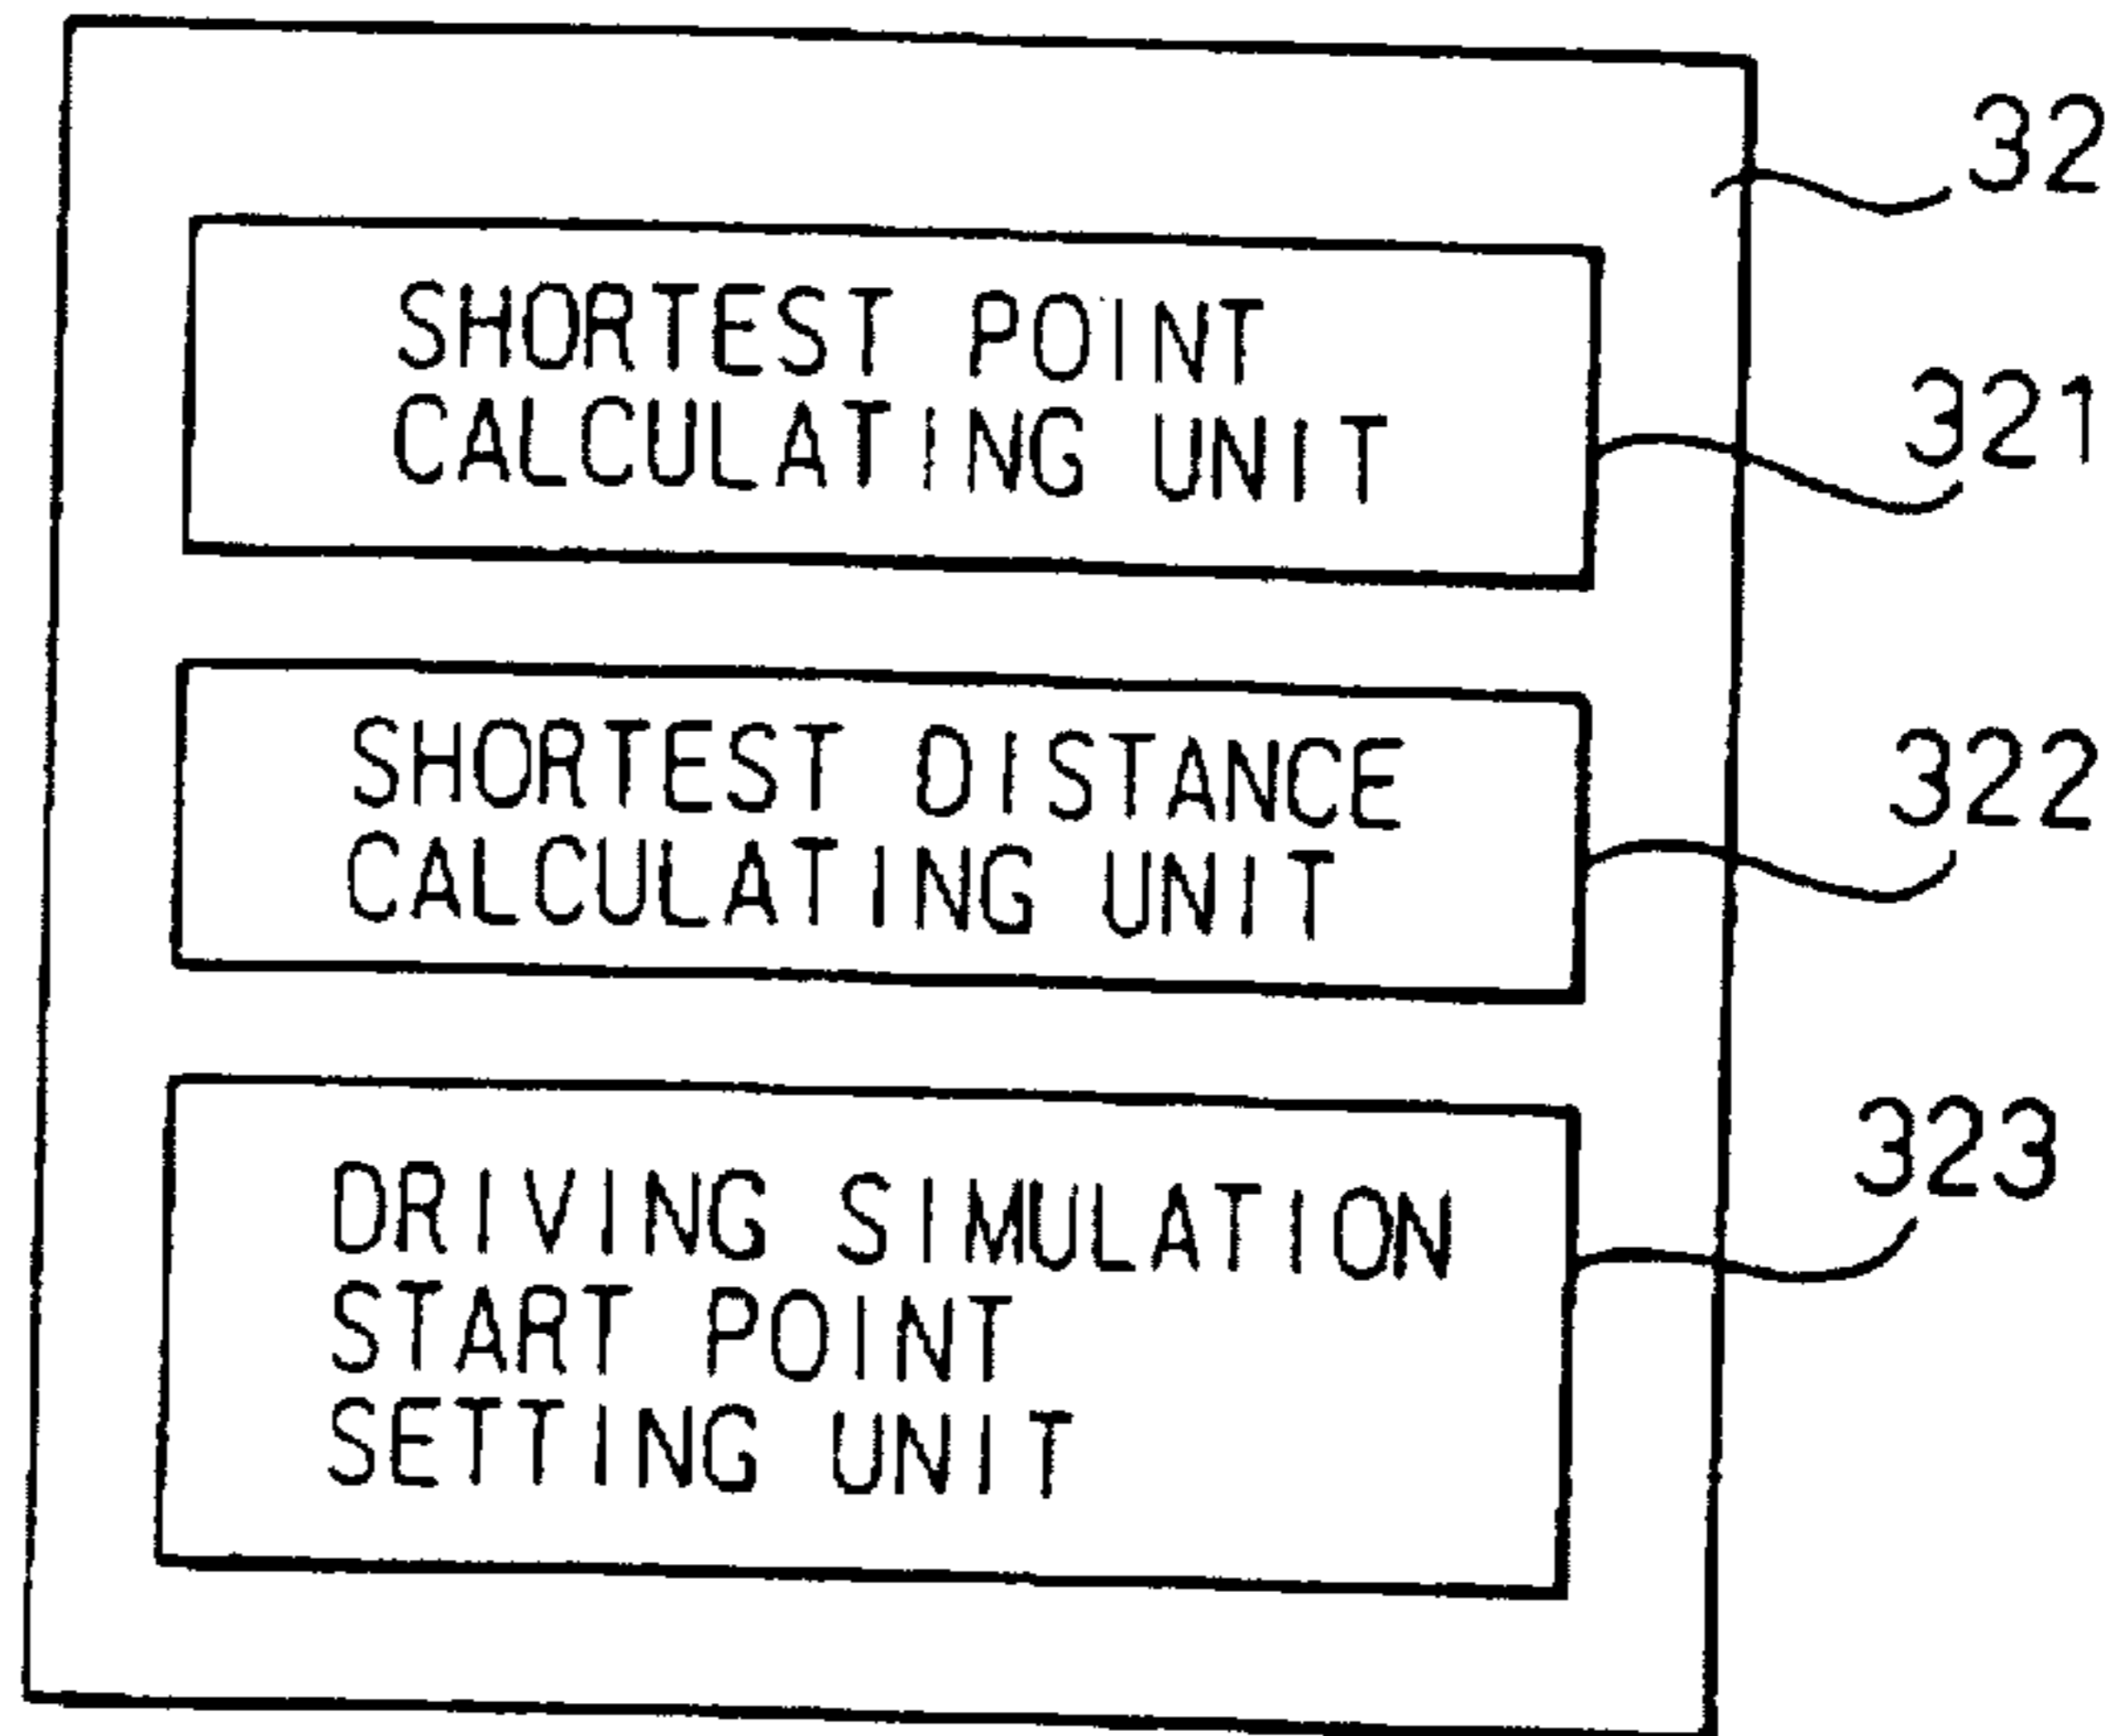 32
SHORTEST POINT
CALCULATING UNIT
321
SHORTEST DISTANCE
CALCULATING UNIT
322
DRIVING SIMULATION
START POINT
SETTING UNIT
323